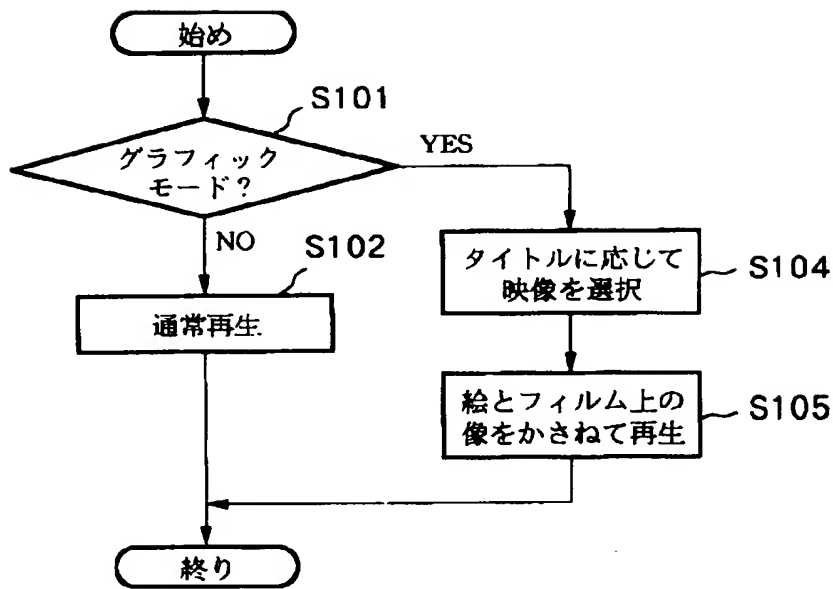 始め
S101
グラフィック
モード?
YES
NO
S102
通常再生
タイトルに応じて
映像を選択
S104
絵とフィルム上の
像をかさねて再生
S105
終り